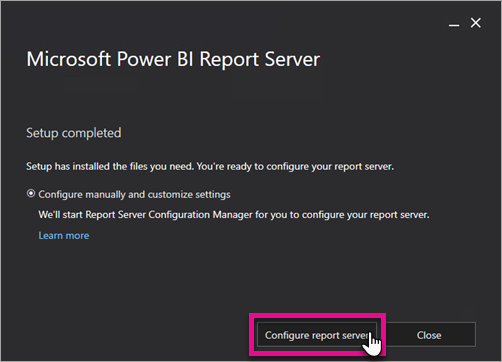 Microsoft Power BI Report Server
Setup completed
Setup has installed the files you need. You're ready to configure your report server.
Configure manually and customize settings
We'll start Report Server Configuration Manager for you to configure your report server.
Learn more
Configure report server
Close